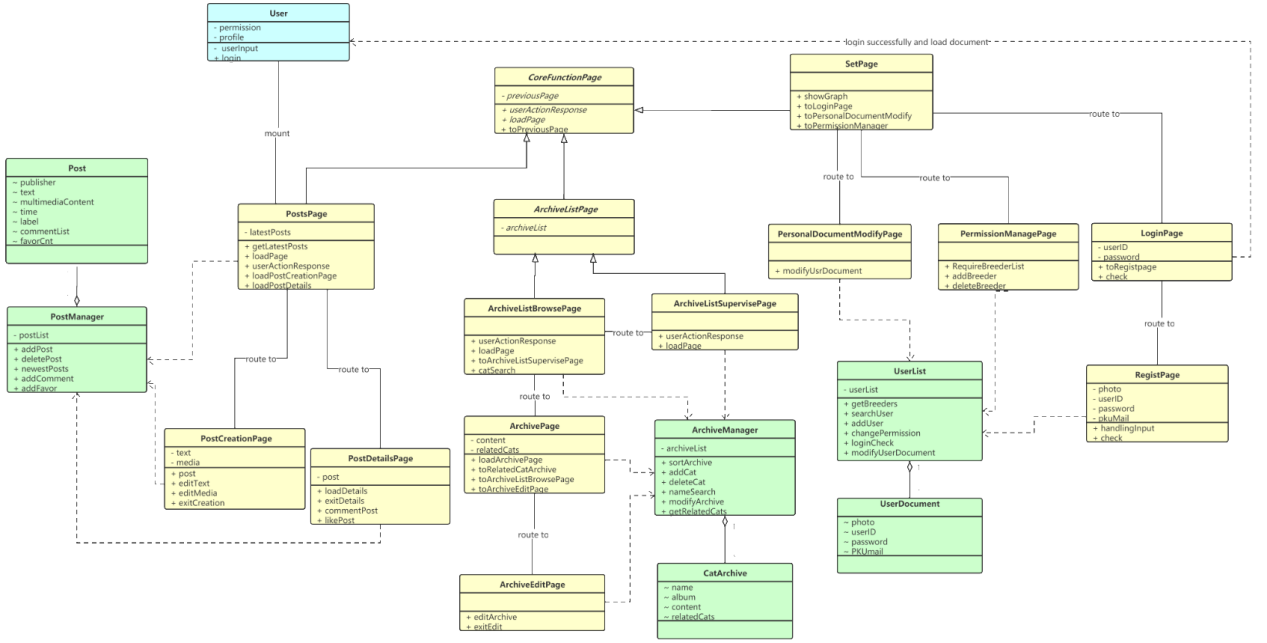 User
- permission
- profile
- userInput
+ login
login successfully and load document
CoreFunctionPage
- previousPage
+ userActionResponse
+ loadPage
+ toPreviousPage
SetPage
+ showGraph
+ toLoginPage
+ toPersonalDocumentModify
+ toPermissionManager
route to
mount
Post
~ publisher
~ text
~ multimediaContent
~ time
~ label
~ commentList
~ favorCnt
route to
route to
PostsPage
- latestPosts
+ getLatestPosts
+ loadPage
+ userActionResponse
+ loadPostCreationPage
+ loadPostDetails
ArchiveListPage
- archiveList
PersonalDocumentModifyPage
+ modifyUsrDocument
PermissionManagePage
+ RequireBreederList
+ addBreeder
+ deleteBreeder
LoginPage
- userID
- password
+ toRegistpage
+ check
PostManager
- postList
+ addPost
+ deletePost
+ newestPosts
+ addComment
+ addFavor
ArchiveListBrowsePage
+ userActionResponse
+ loadPage
+ toArchiveListSupervisePage
+ catSearch
route to
ArchiveListSupervisePage
+ userActionResponse
+ loadPage
route to
route to
route to
route to
UserList
- userList
+ getBreeders
+ searchUser
+ addUser
+ changePermission
+ loginCheck
+ modifyUserDocument
RegistPage
- photo
- userID
- password
- pkuMail
+ handlingInput
+ check
PostCreationPage
- text
- media
+ post
+ editText
+ editMedia
+ exitCreation
PostDetailsPage
- post
+ loadDetails
+ exitDetails
+ commentPost
+ likePost
ArchivePage
- content
- relatedCats
+ loadArchivePage
+ toRelatedCatArchive
+ toArchiveListBrowsePage
+ toArchiveEditPage
ArchiveManager
- archiveList
+ sortArchive
+ addCat
+ deleteCat
+ nameSearch
+ modifyArchive
+ getRelatedCats
UserDocument
~ photo
~ userID
~ password
~ PKUmail
route to
ArchiveEditPage
+ editArchive
+ exitEdit
CatArchive
~ name
~ album
~ content
~ relatedCats